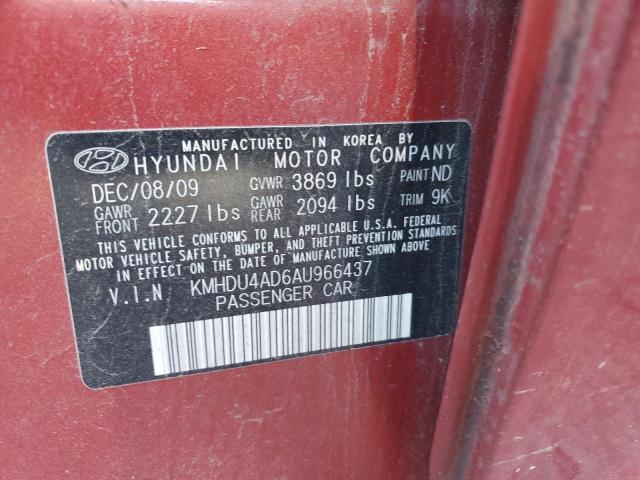 MANUFACTURED IN KOREA BY
HYUNDAI MOTOR COMPANY
DEC/08/09 GVWR 3869 lbs PAINT ND
GAWR FRONT 2227 lbs GAWR REAR 2094 lbs TRIM 9K
THIS VEHICLE CONFORMS TO ALL APPLICABLE U.S.A. FEDERAL
MOTOR VEHICLE SAFETY, BUMPER, AND THEFT PREVENTION STANDARDS
IN EFFECT ON THE DATE OF MANUFACTURE SHOWN ABOVE
V.I.N KMHDU4AD6AU966437
PASSENGER CAR